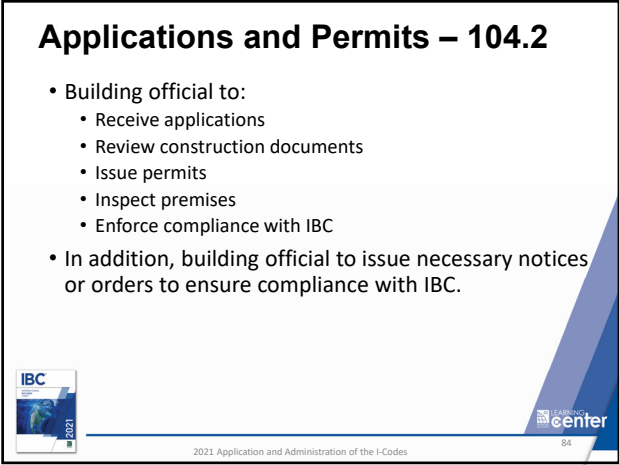 Applications and Permits – 104.2
• Building official to:
• Receive applications
• Review construction documents
• Issue permits
• Inspect premises
• Enforce compliance with IBC
• In addition, building official to issue necessary notices
or orders to ensure compliance with IBC.
IBC
2021
LEARNING
center
84
2021 Application and Administration of the I-Codes